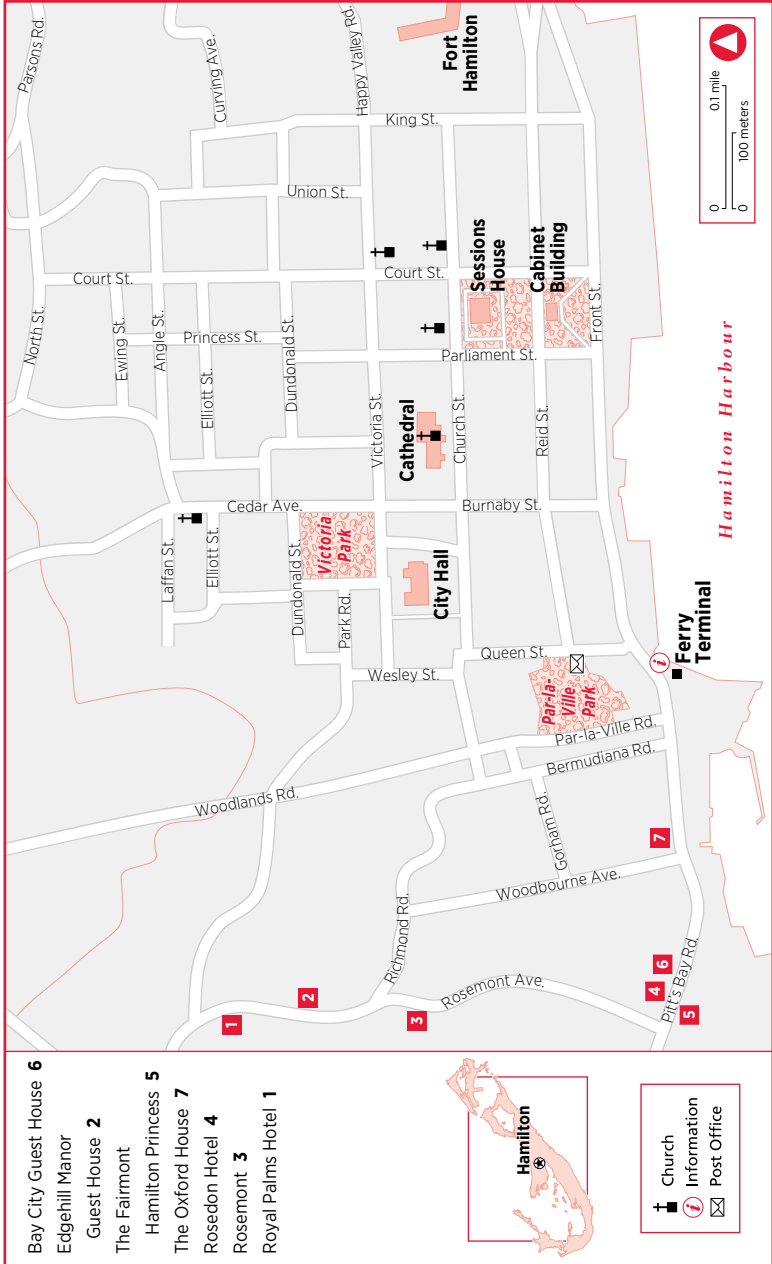 Parsons Rd.
Curving Ave.
Happy Valley Rd.
Fort
Hamilton
King St.
Union St.
Court St.
Court St.
North St.
Ewing St.
Angle St.
Princess St.
Elliott St.
Dundonald St.
Sessions
House
Cabinet
Building
Front St.
Parliament St.
Victoria St.
Cathedral
Church St.
Reid St.
Cedar Ave.
Burnaby St.
Laffan St.
Elliott St.
Dundonald St.
Victoria
Park
Park Rd.
City Hall
Wesley St.
Queen St.
Par-la-
Ville
Park
i
Ferry
Terminal
Par-la-Ville Rd.
Bermudiana Rd.
Woodlands Rd.
Gorham Rd.
Woodbourne Ave.
Richmond Rd.
Rosemont Ave.
Pitt's Bay Rd.
1
2
3
4
5
6
7
Hamilton Harbour
0 0.1 mile
0 100 meters
Bay City Guest House 6
Edgehill Manor
Guest House 2
The Fairmont
Hamilton Princess 5
The Oxford House 7
Rosedon Hotel 4
Rosemont 3
Royal Palms Hotel 1
Hamilton
Church
i Information
Post Office